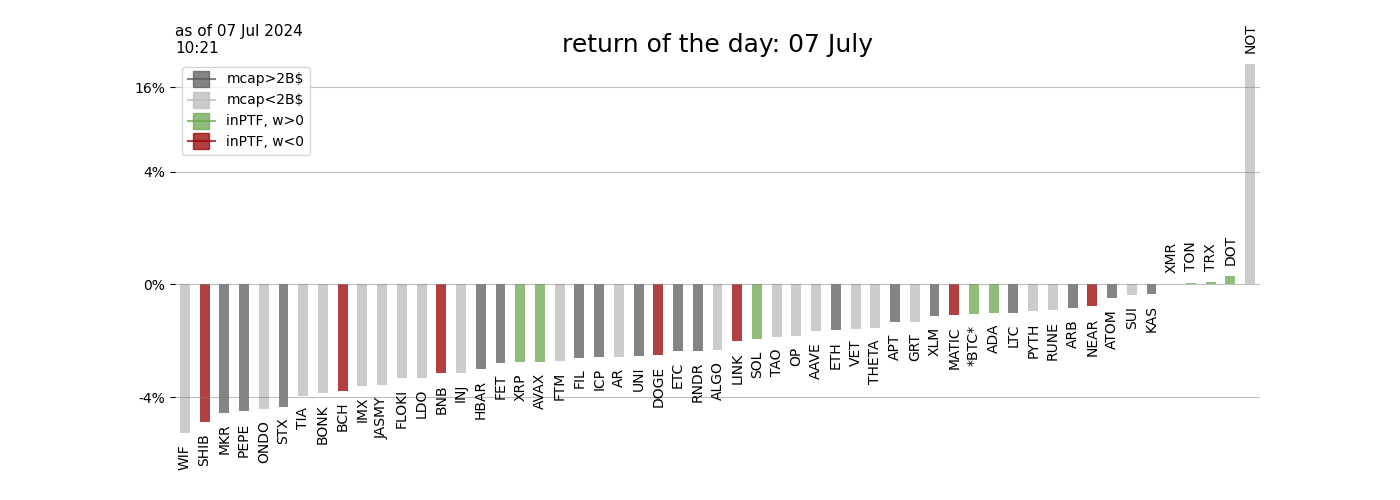 as of 07 Jul 2024
10:21
return of the day: 07 July
mcap>2B$
mcap<2B$
inPTF, w>0
inPTF, w<0
16%
4%
0%
-4%
WIF
SHIB
MKR
PEPE
ONDO
STX
TIA
BONK
BCH
IMX
JASMY
FLOKI
LDO
BNB
INJ
HBAR
FET
XRP
AVAX
FTM
FIL
ICP
AR
UNI
DOGE
ETC
RNDR
ALGO
LINK
SOL
TAO
OP
AAVE
ETH
VET
THETA
APT
GRT
XLM
MATIC
*BTC*
ADA
LTC
PYTH
RUNE
ARB
NEAR
ATOM
SUI
KAS
XMR
TON
TRX
DOT
NOT